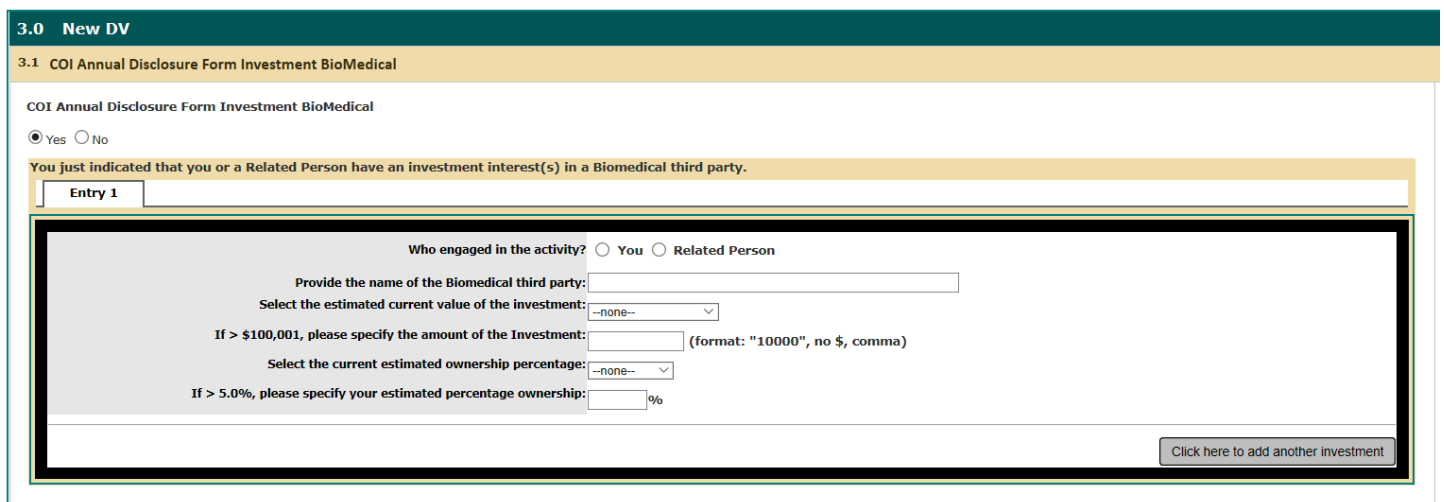 3.0 New DV
3.1 COI Annual Disclosure Form Investment BioMedical
COI Annual Disclosure Form Investment BioMedical
Yes No
You just indicated that you or a Related Person have an investment interest(s) in a Biomedical third party.
Entry 1
Who engaged in the activity? You Related Person
Provide the name of the Biomedical third party:
Select the estimated current value of the investment: --none--
If > $100,001, please specify the amount of the Investment: (format: "10000", no $, comma)
Select the current estimated ownership percentage: --none--
If > 5.0%, please specify your estimated percentage ownership: %
Click here to add another investment